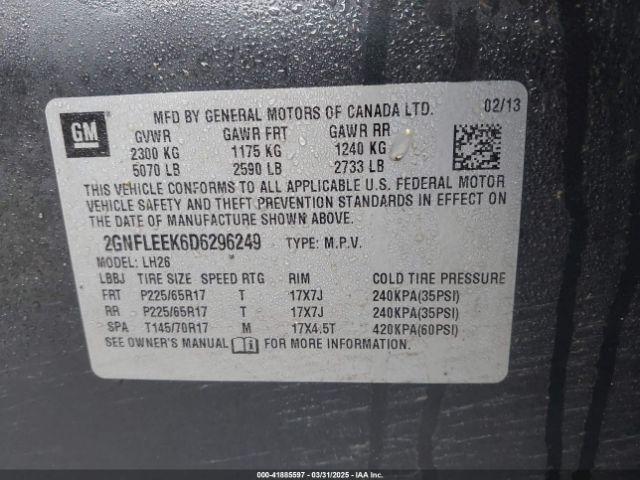 GM
MFD BY GENERAL MOTORS OF CANADA LTD. 02/13
GVWR GAWR FRT GAWR RR
2300 KG 1175 KG 1240 KG
5070 LB 2590 LB 2733 LB
THIS VEHICLE CONFORMS TO ALL APPLICABLE U.S. FEDERAL MOTOR
VEHICLE SAFETY AND THEFT PREVENTION STANDARDS IN EFFECT ON
THE DATE OF MANUFACTURE SHOWN ABOVE.
2GNFLEEK6D6296249 TYPE: M.P.V.
MODEL: LH26
LBBJ TIRE SIZE SPEED RTG RIM COLD TIRE PRESSURE
FRT P225/65R17 T 17X7J 240KPA(35PSI)
RR P225/65R17 T 17X7J 240KPA(35PSI)
SPA T145/70R17 M 17X4.5T 420KPA(60PSI)
SEE OWNER'S MANUAL FOR MORE INFORMATION.
000-41885597 - 03/31/2025 - IAA, Inc.